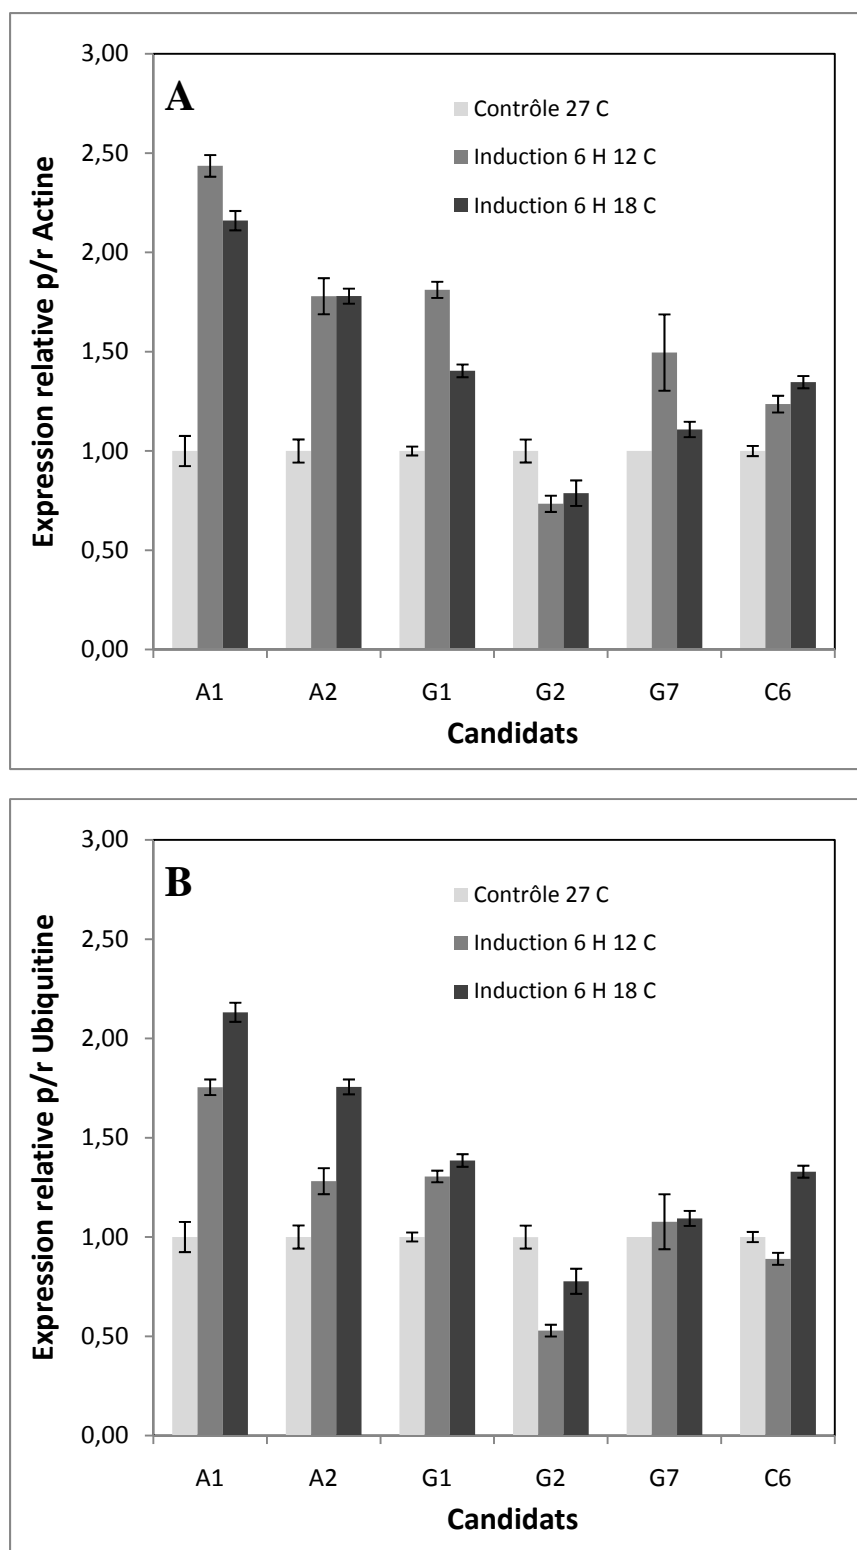 A
Contrôle 27 C
Induction 6 H 12 C
Induction 6 H 18 C
Expression relative p/r Actine
3,00
2,50
2,00
1,50
1,00
0,50
0,00
A1 A2 G1 G2 G7 C6
Candidats
B
Contrôle 27 C
Induction 6 H 12 C
Induction 6 H 18 C
Expression relative p/r Ubiquitine
3,00
2,50
2,00
1,50
1,00
0,50
0,00
A1 A2 G1 G2 G7 C6
Candidats